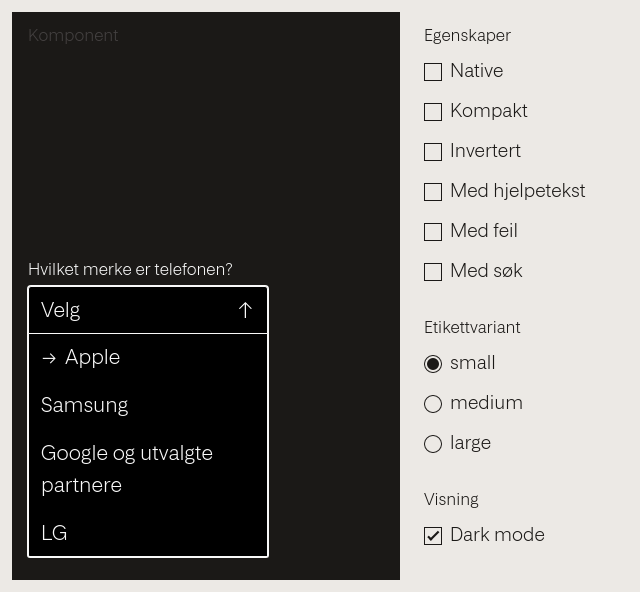 Komponent
Hvilket merke er telefonen?
Velg
Apple
Samsung
Google og utvalgte
partnere
LG
Egenskaper
Native
Kompakt
Invertert
Med hjelpetekst
Med feil
Med søk
Etikettvariant
small
medium
large
Visning
Dark mode